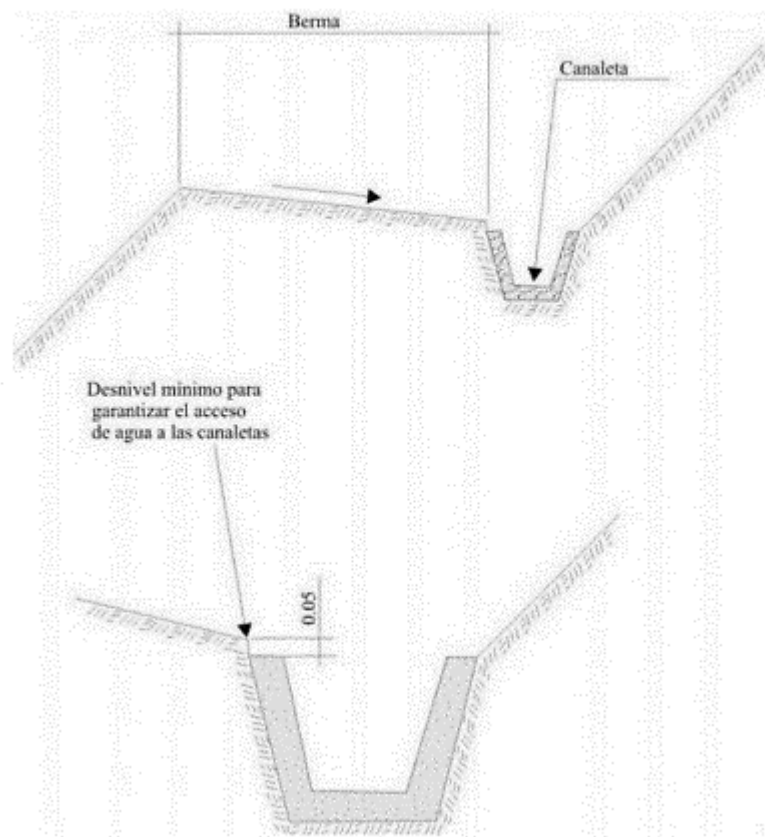 Berma
Canaleta
Desnivel mínimo para
garantizar el acceso
de agua a las canaletas
0.05